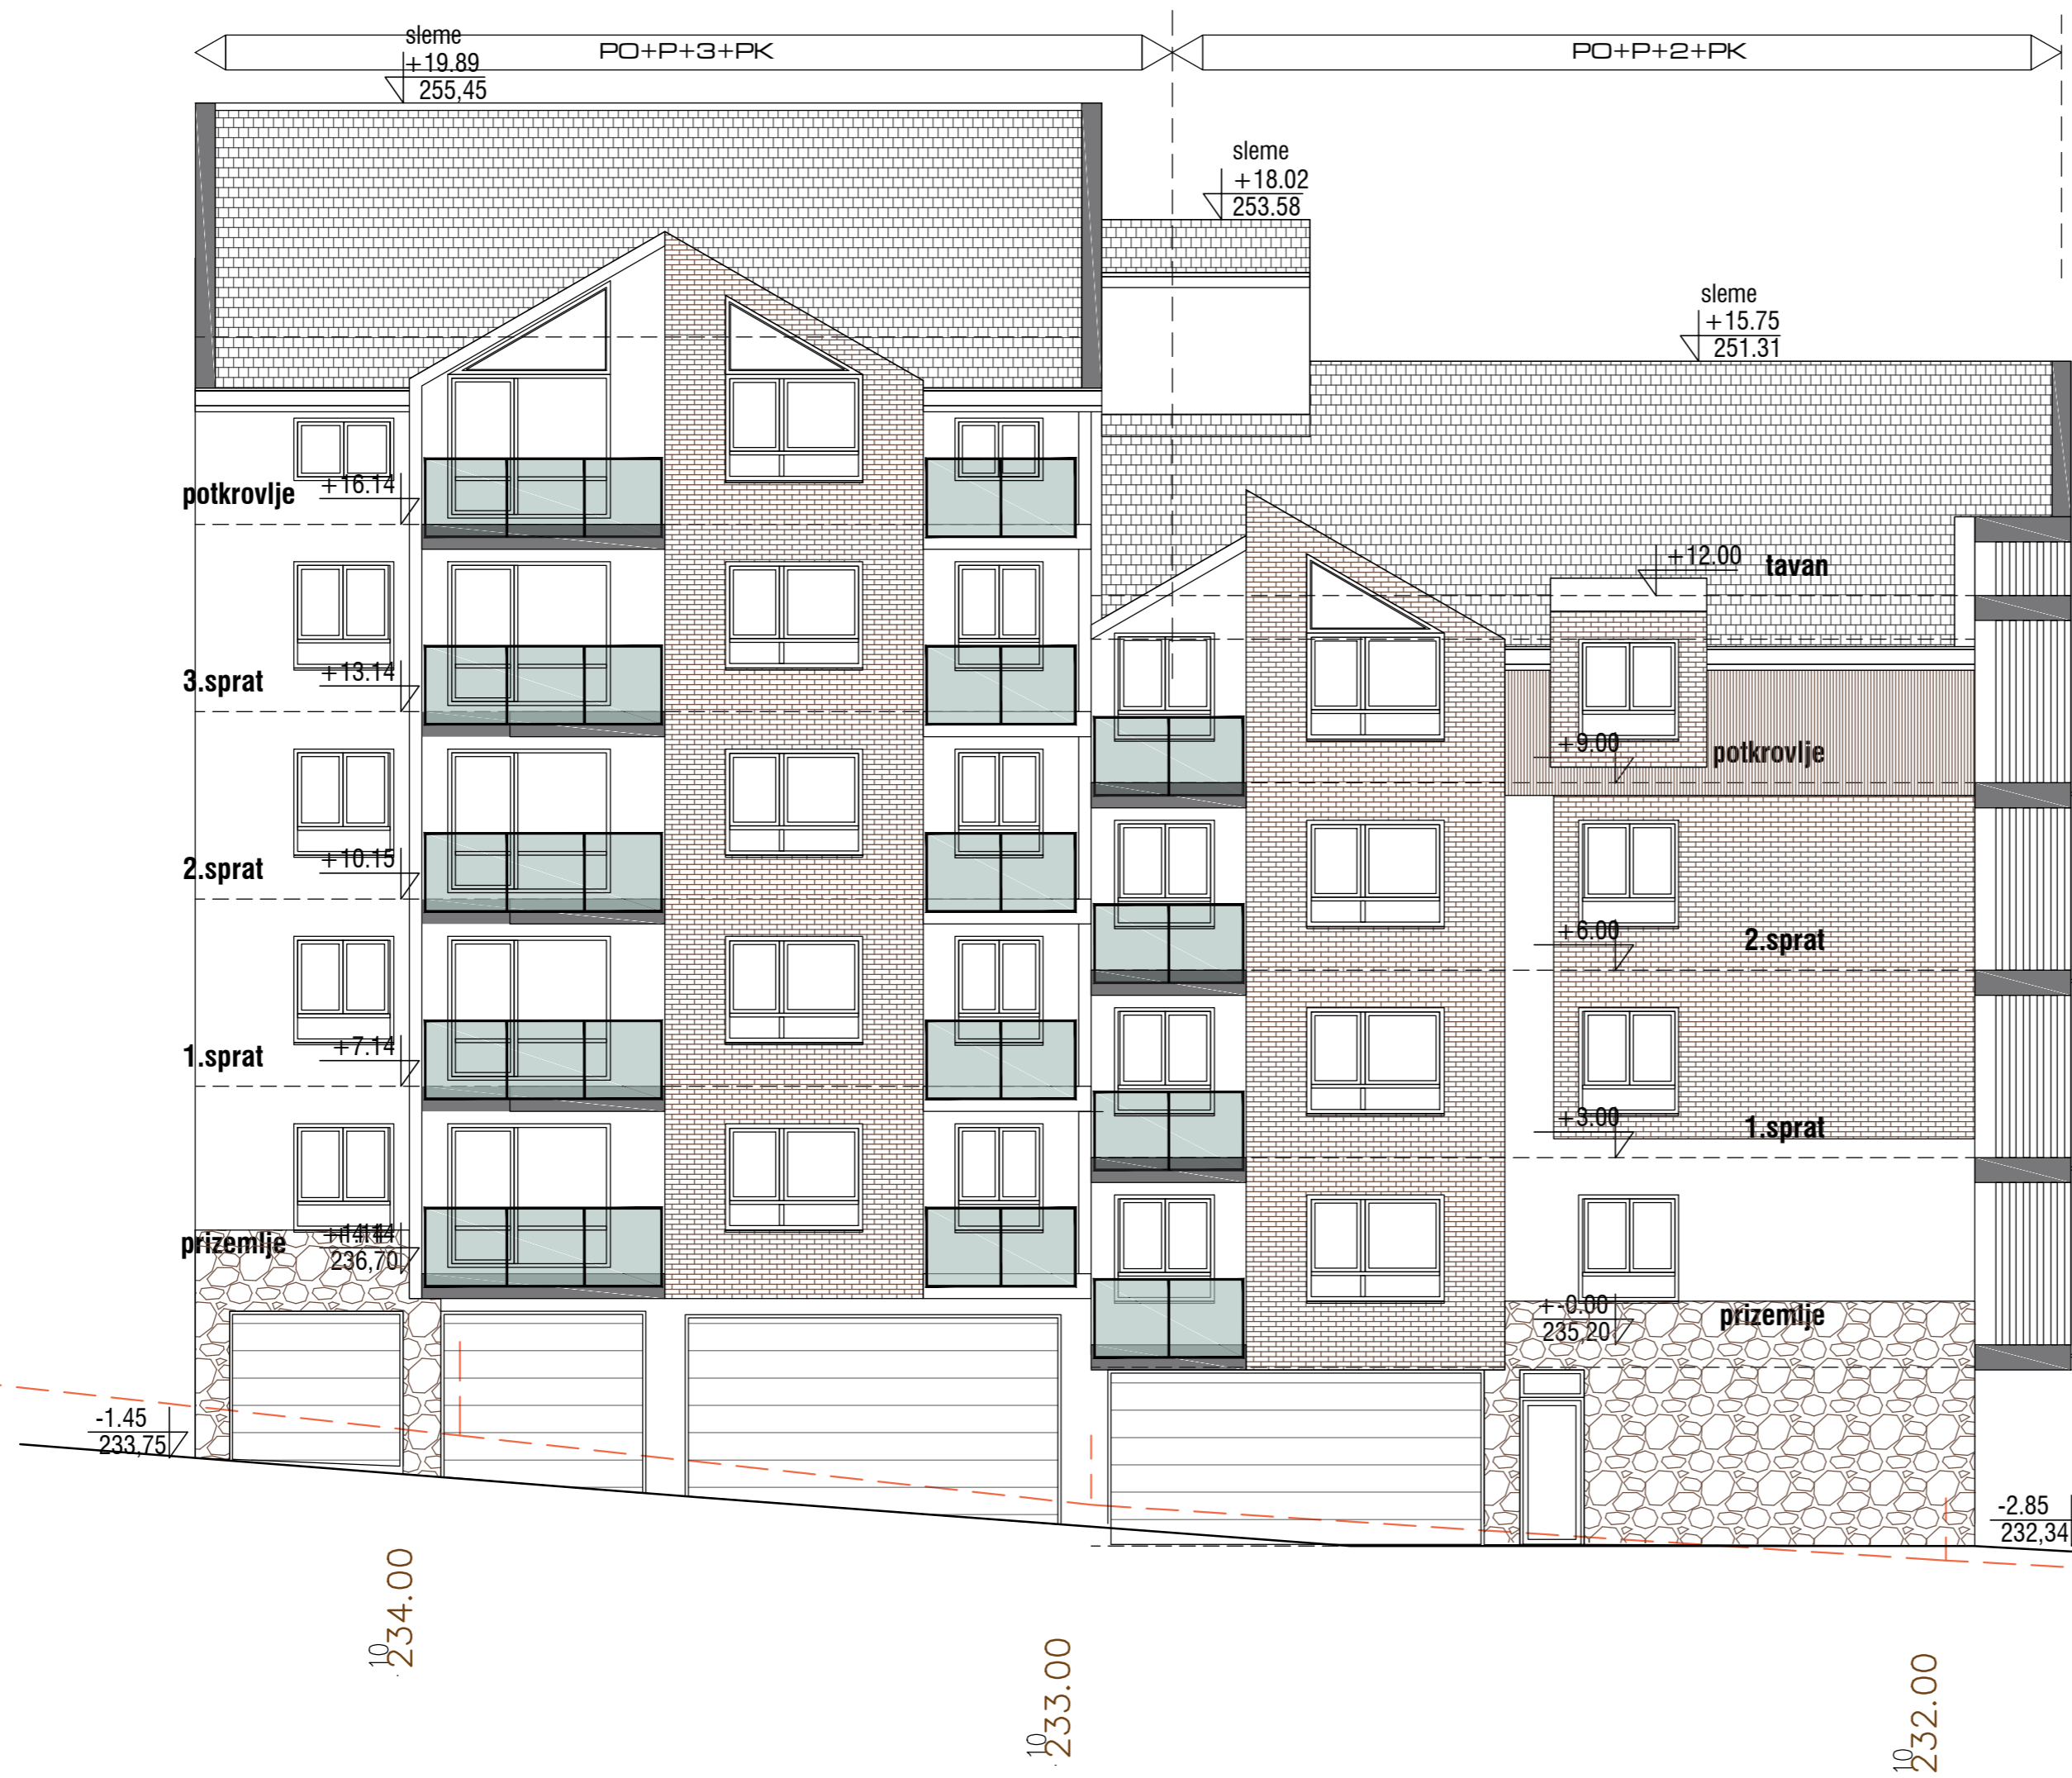 PO+P+3+PK
PO+P+2+PK
sleme
+19.89
255,45
sleme
+18.02
253.58
sleme
+15.75
251.31
potkrovlje
+16.14
+12.00
tavan
3.sprat
+13.14
+9.00
potkrovlje
2.sprat
+10.15
+6.00
2.sprat
1.sprat
+7.14
+3.00
1.sprat
prizemlje
236,70
+-0.00
235,20
prizemlje
-1.45
233,75
-2.85
232,34
10
234.00
10
233.00
10
232.00